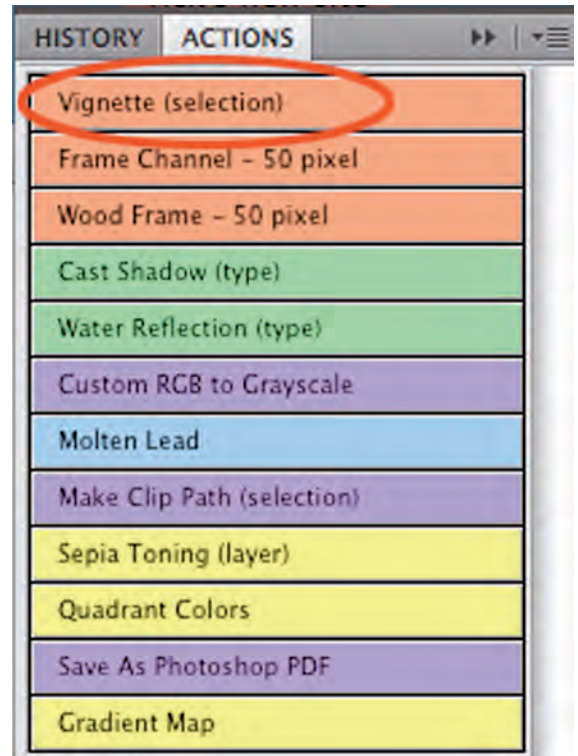 HISTORY ACTIONS
Vignette (selection)
Frame Channel - 50 pixel
Wood Frame - 50 pixel
Cast Shadow (type)
Water Reflection (type)
Custom RGB to Grayscale
Molten Lead
Make Clip Path (selection)
Sepia Toning (layer)
Quadrant Colors
Save As Photoshop PDF
Gradient Map